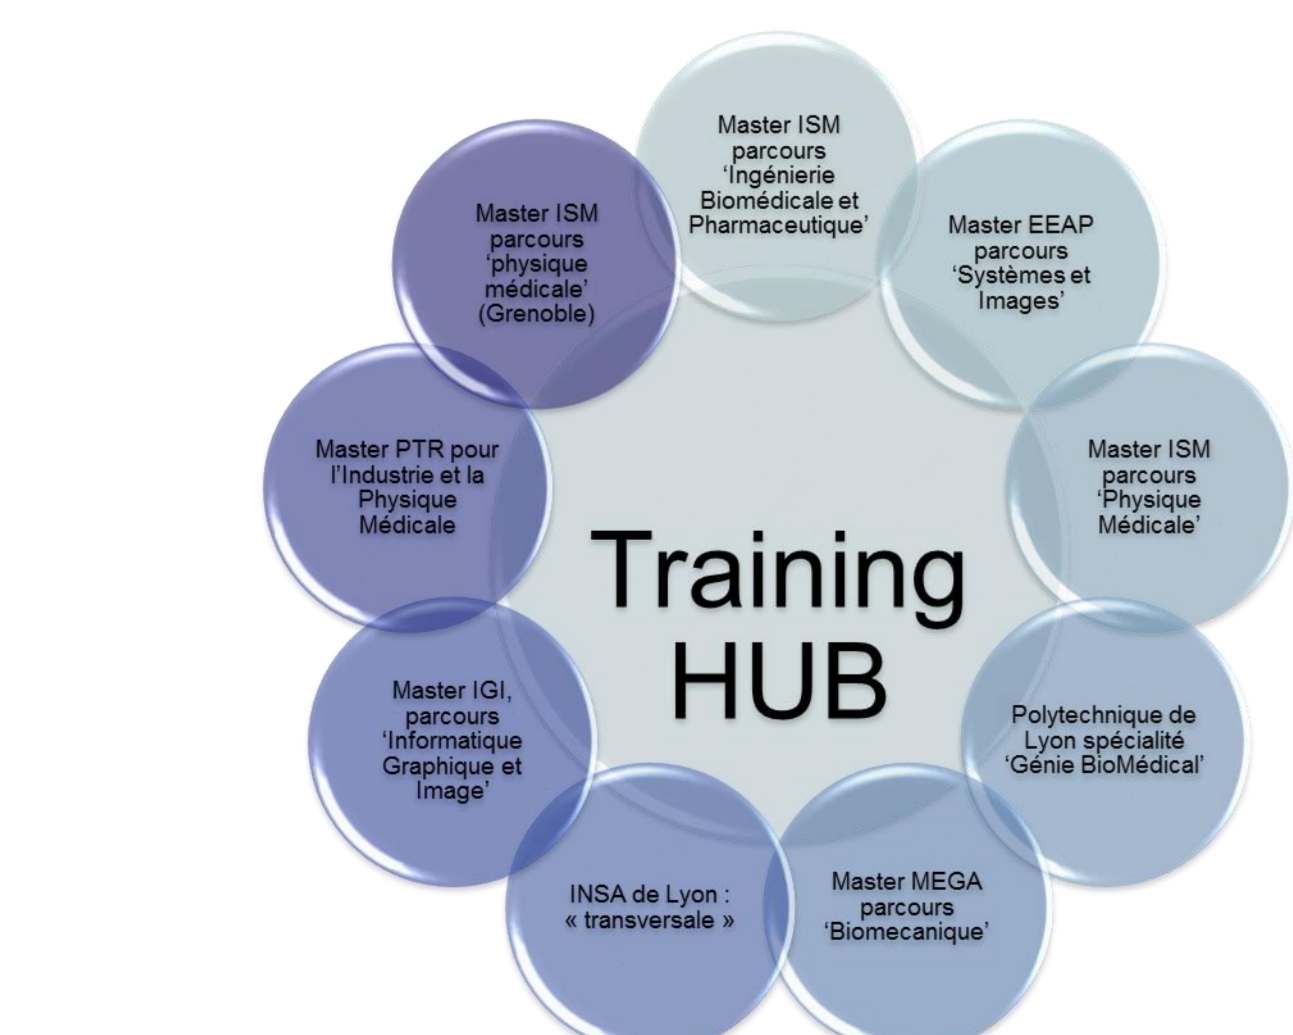 Master ISM
parcours
‘Ingénierie
Biomédicale et
Pharmaceutique’
Master EEAP
parcours
‘Systèmes et
Images’
Master ISM
parcours
‘Physique
Médicale’
Polytechnique de
Lyon spécialité
‘Génie BioMédical’
Master MEGA
parcours
‘Biomecanique’
INSA de Lyon :
« transversale »
Master IGI,
parcours
‘Informatique
Graphique et
Image’
Master PTR pour
l’Industrie et la
Physique
Médicale
Master ISM
parcours
‘physique
médicale’
(Grenoble)
Training
HUB